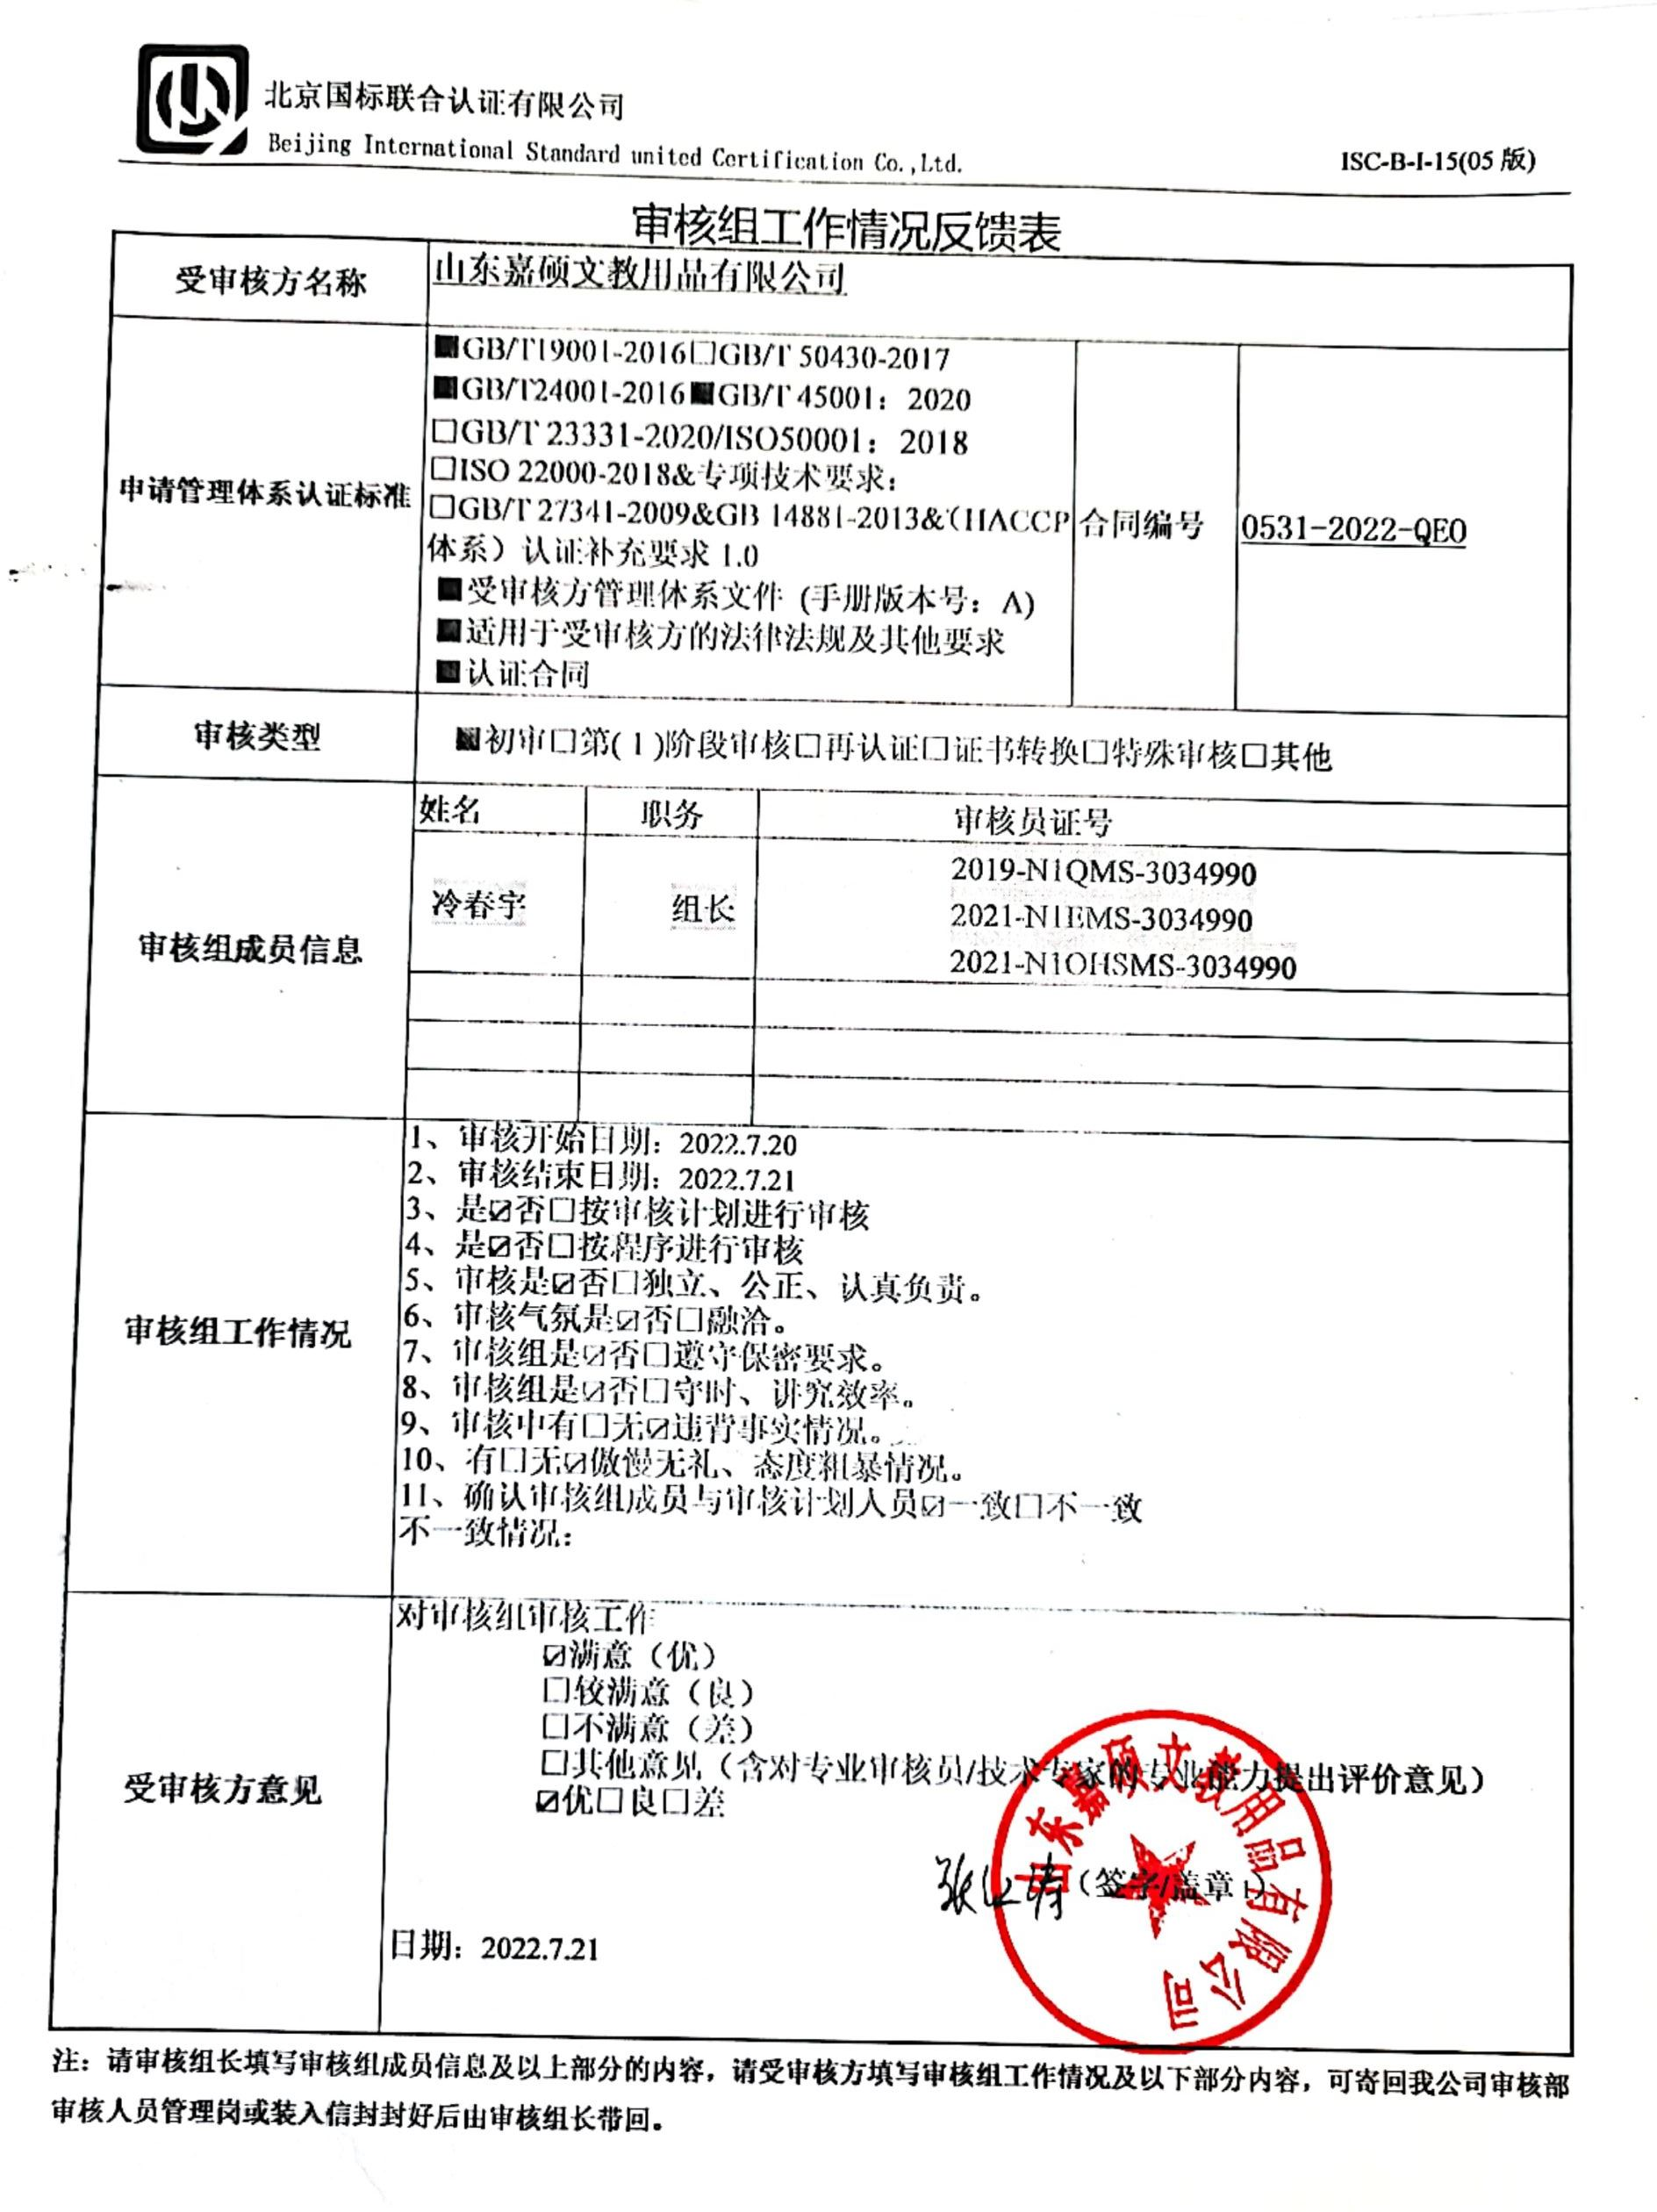 北京国标联合认证有限公司
Beijing International Standard united Certification Co.,Ltd.
ISC-B-I-15(05 版)
审核组工作情况反馈表
受审核方名称
山东嘉硕文教用品有限公司
申请管理体系认证标准
■GB/T19001-2016□GB/T 50430-2017
■GB/T24001-2016■GB/T 45001：2020
□GB/T 23331-2020/ISO50001：2018
□ISO 22000-2018&专项技术要求:
□GB/T 27341-2009&GB 14881-2013&《HACCP
体系）认证补充要求 1.0
■受审核方管理体系文件 (手册版本号：A)
■适用于受审核方的法律法规及其他要求
■认证合同
合同编号
0531-2022-QEO
审核类型
■初审□第( 1 )阶段审核□再认证□证书转换□特殊审核□其他
审核组成员信息
姓名 职务 审核员证号
冷春宇 组长
2019-N1QMS-3034990
2021-N1EMS-3034990
2021-N1OHSMS-3034990
审核组工作情况
1、审核开始日期：2022.7.20
2、审核结束日期：2022.7.21
3、是☑否□按审核计划进行审核
4、是☑否□按程序进行审核
5、审核是☑否□独立、公正、认真负责。
6、审核气氛是☑否□融洽。
7、审核组是☑否□遵守保密要求。
8、审核组是☑否□守时、讲究效率。
9、审核中有□无☑违背事实情况。
10、有□无☑傲慢无礼、态度粗暴情况。
11、确认审核组成员与审核计划人员☑一致□不一致
不一致情况：
受审核方意见
对审核组审核工作
☑满意（优）
□较满意（良）
□不满意（差）
□其他意见（含对专业审核员/技术专家的专业能力提出评价意见）
☑优□良□差
（签字/盖章）
山东嘉硕文教用品有限公司
日期：2022.7.21
注：请审核组长填写审核组成员信息及以上部分的内容，请受审核方填写审核组工作情况及以下部分内容，可寄回我公司审核部
审核人员管理岗或装入信封封好后由审核组长带回。